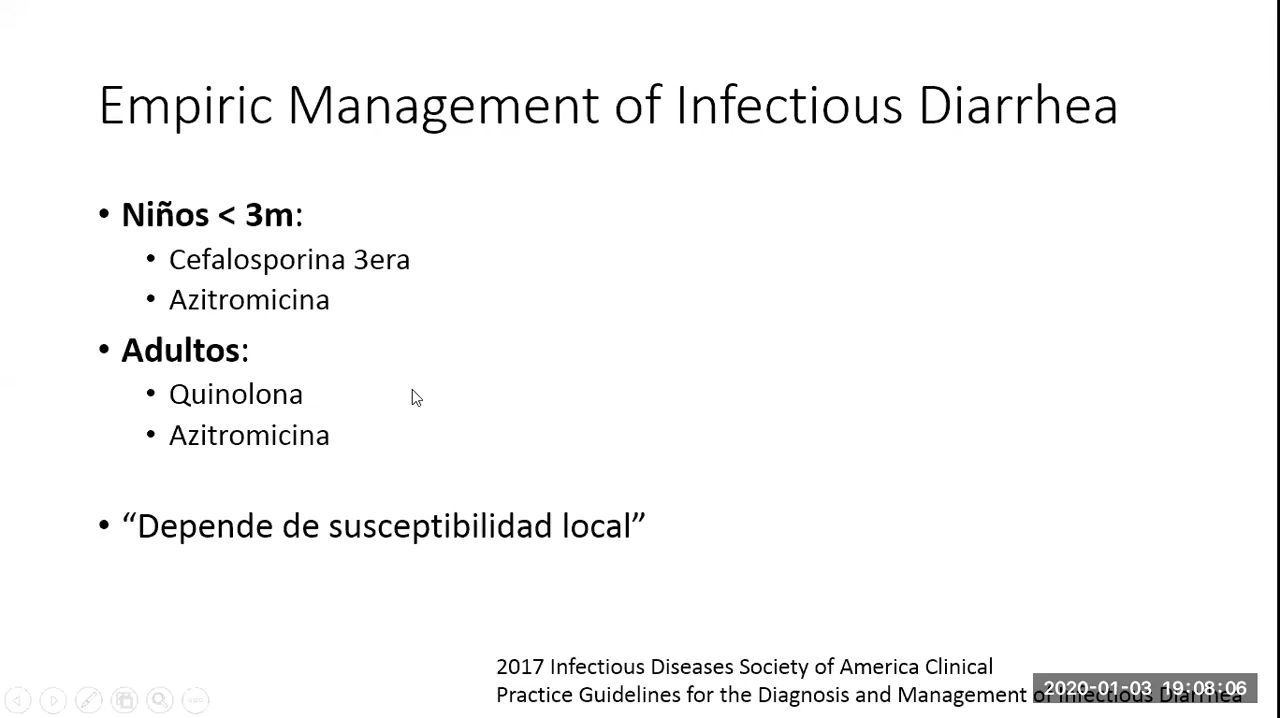 Empiric Management of Infectious Diarrhea
• Niños < 3m:
• Cefalosporina 3era
• Azitromicina
• Adultos:
• Quinolona
• Azitromicina
• “Depende de susceptibilidad local”
2017 Infectious Diseases Society of America Clinical
Practice Guidelines for the Diagnosis and Management of Infectious Diarrhea
2020-01-03 19:08:06